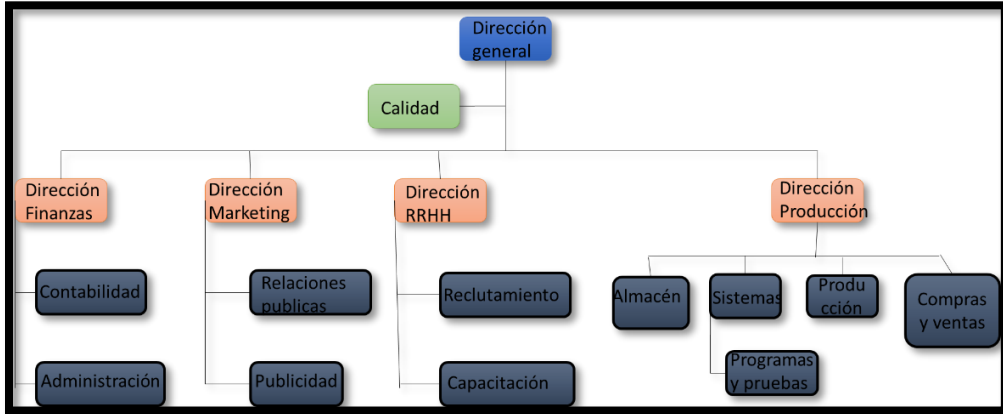 Dirección
general
Calidad
Dirección
Finanzas
Dirección
Marketing
Dirección
RRHH
Dirección
Producción
Contabilidad
Relaciones
publicas
Reclutamiento
Almacén
Sistemas
Produ
cción
Compras
y ventas
Administración
Publicidad
Capacitación
Programas
y pruebas